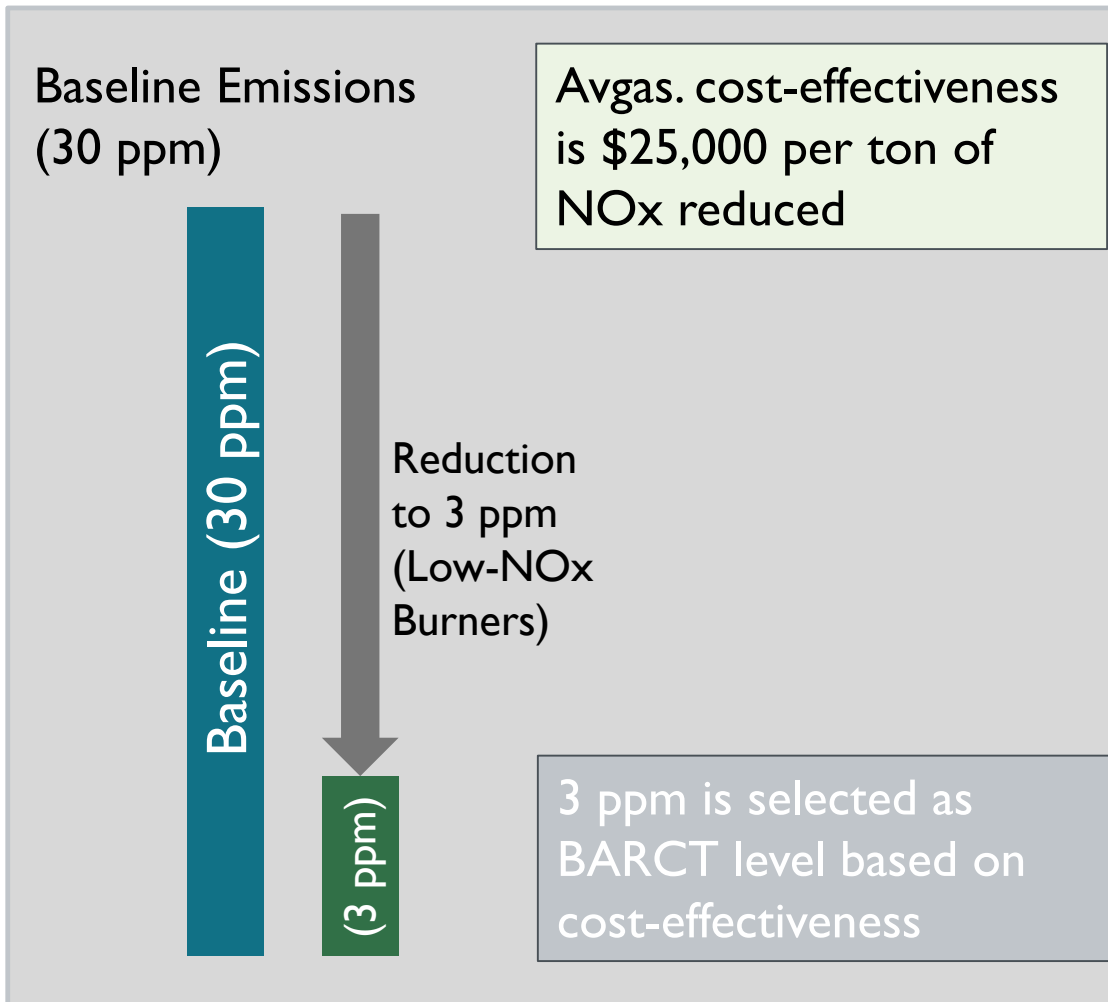 Baseline Emissions
(30 ppm)
Avgas. cost-effectiveness
is $25,000 per ton of
NOx reduced
Baseline (30 ppm)
Reduction
to 3 ppm
(Low-NOx
Burners)
(3 ppm)
3 ppm is selected as
BARCT level based on
cost-effectiveness